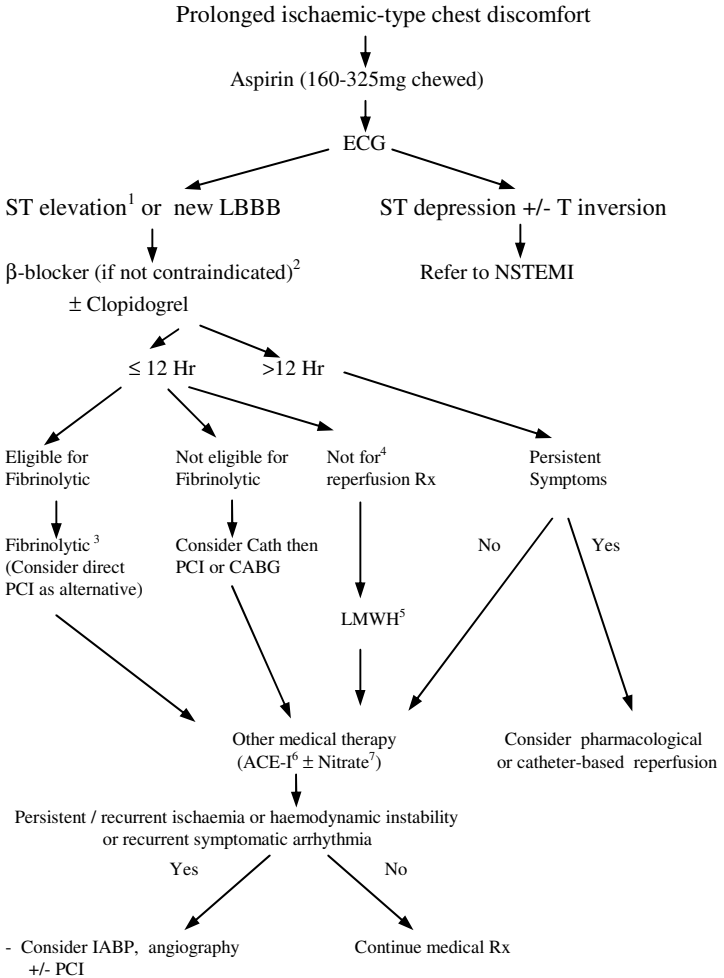 Prolonged ischaemic-type chest discomfort
Aspirin (160-325mg chewed)
ECG
ST elevation¹ or new LBBB
ST depression +/- T inversion
β-blocker (if not contraindicated)²
± Clopidogrel
Refer to NSTEMI
≤ 12 Hr
>12 Hr
Eligible for
Fibrinolytic
Not eligible for
Fibrinolytic
Not for⁴
reperfusion Rx
Persistent
Symptoms
Fibrinolytic ³
(Consider direct
PCI as alternative)
Consider Cath then
PCI or CABG
No
Yes
LMWH⁵
Other medical therapy
(ACE-I⁶ ± Nitrate⁷)
Consider pharmacological
or catheter-based reperfusion
Persistent / recurrent ischaemia or haemodynamic instability
or recurrent symptomatic arrhythmia
Yes
No
- Consider IABP, angiography
+/- PCI
Continue medical Rx